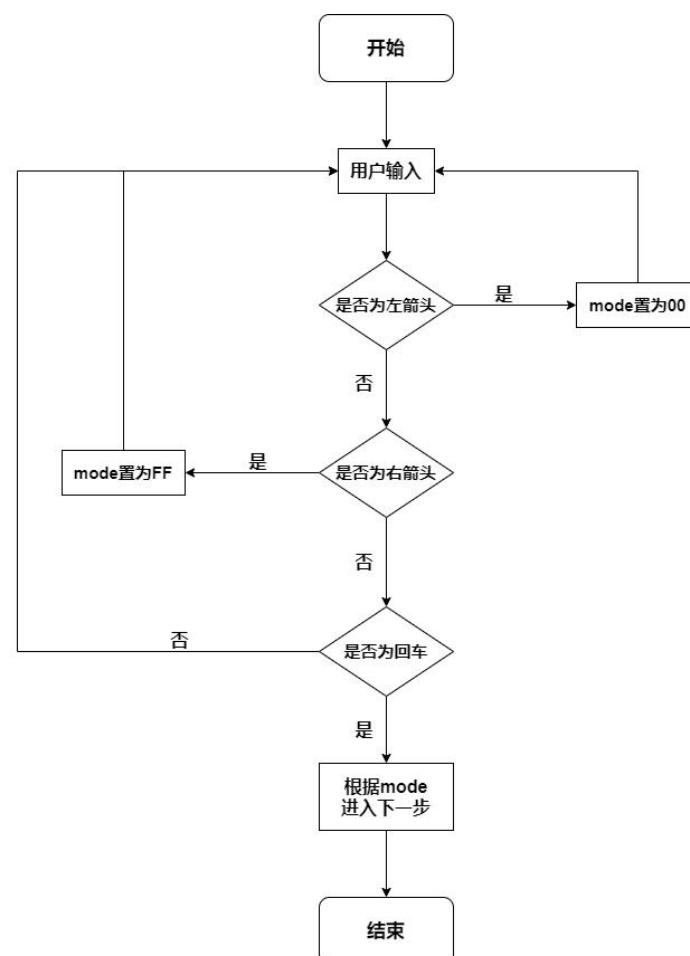 开始
用户输入
是否为左箭头
是
mode置为00
否
mode置为FF
是
是否为右箭头
否
否
是否为回车
是
根据mode
进入下一步
结束